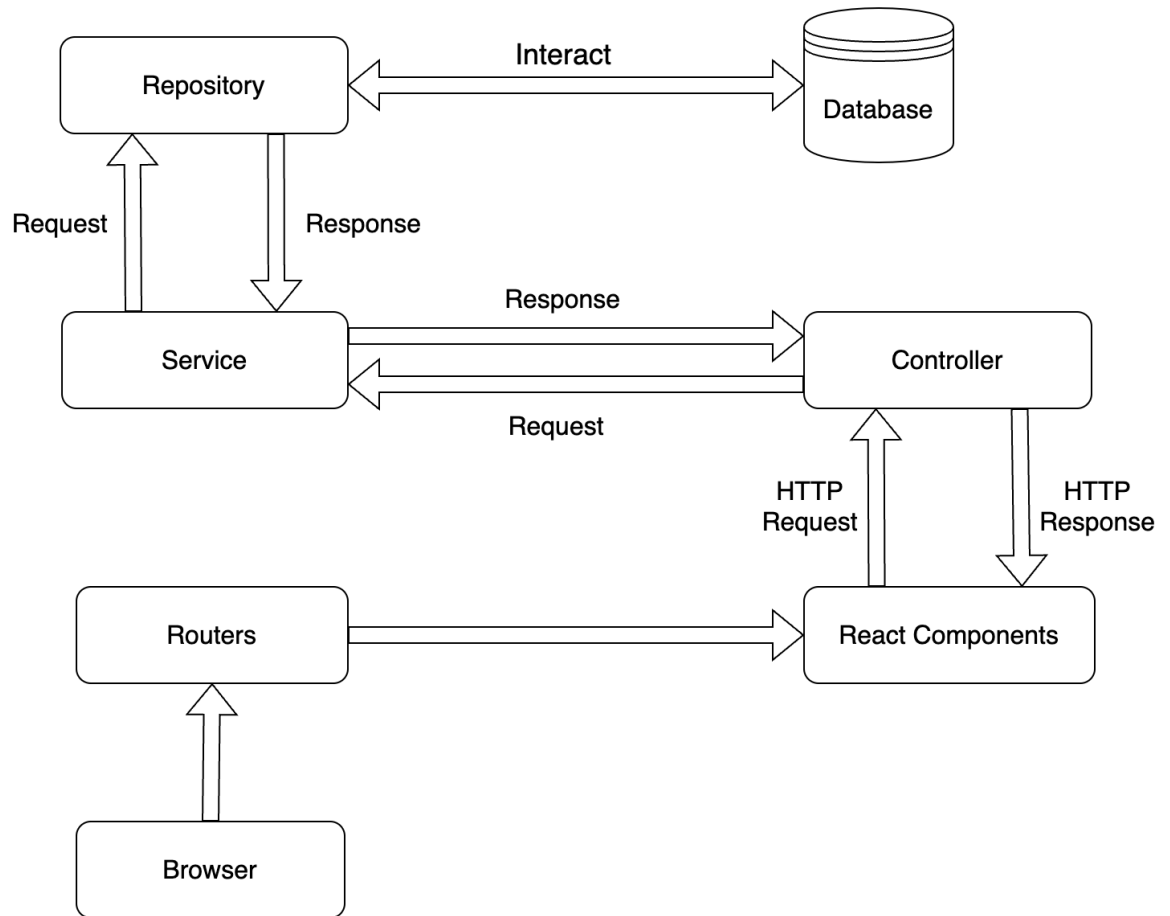 Interact
Repository
Database
Request
Response
Response
Service
Controller
Request
HTTP
Request
HTTP
Response
Routers
React Components
Browser